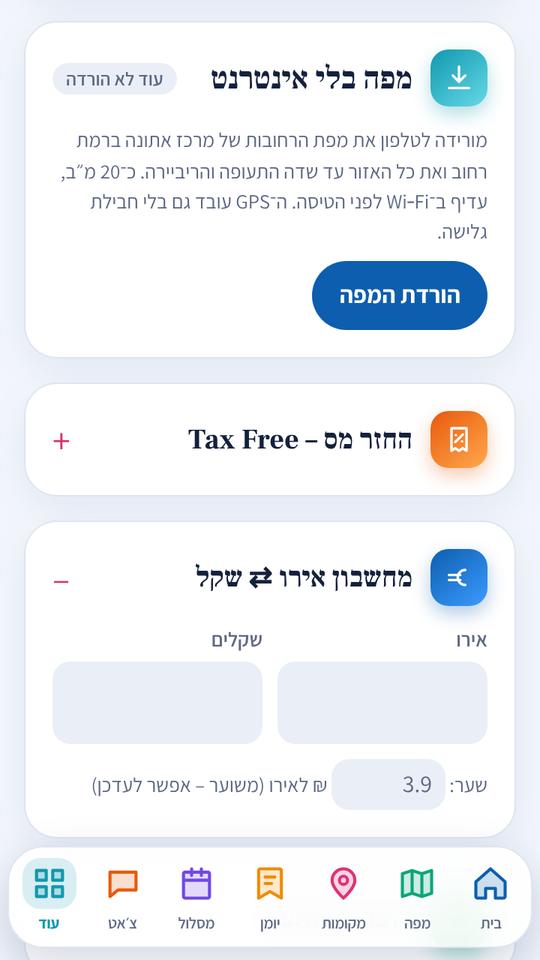 מפה בלי אינטרנט
עוד לא הורדה
מורידה לטלפון את מפת הרחובות של מרכז אתונה ברמת
רחוב ואת כל האזור עד שדה התעופה והריביירה. כ־20 מ״ב,
עדיף ב־Wi-Fi לפני הטיסה. ה־GPS עובד גם בלי חבילת
גלישה.
הורדת המפה
החזר מס – Tax Free
+
מחשבון אירו ⇄ שקל
–
אירו
שקלים
שער: 3.9 ₪ לאירו (משוער – אפשר לעדכן)
בית
מפה
מקומות
יומן
מסלול
צ׳אט
עוד